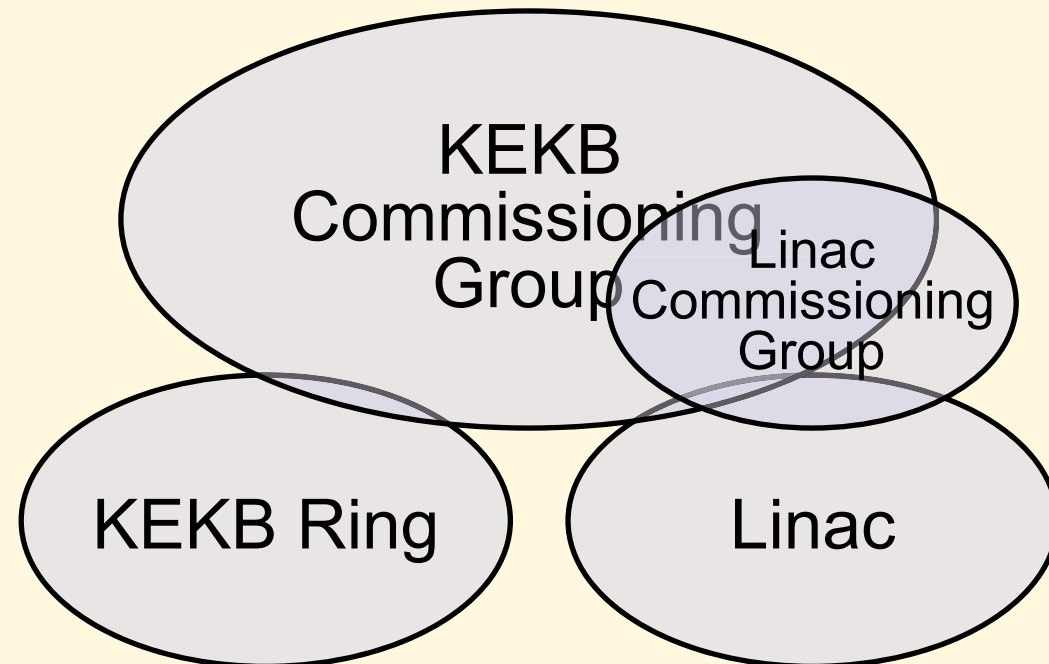 KEKB
Commissioning
Group
Linac
Commissioning
Group
KEKB Ring
Linac